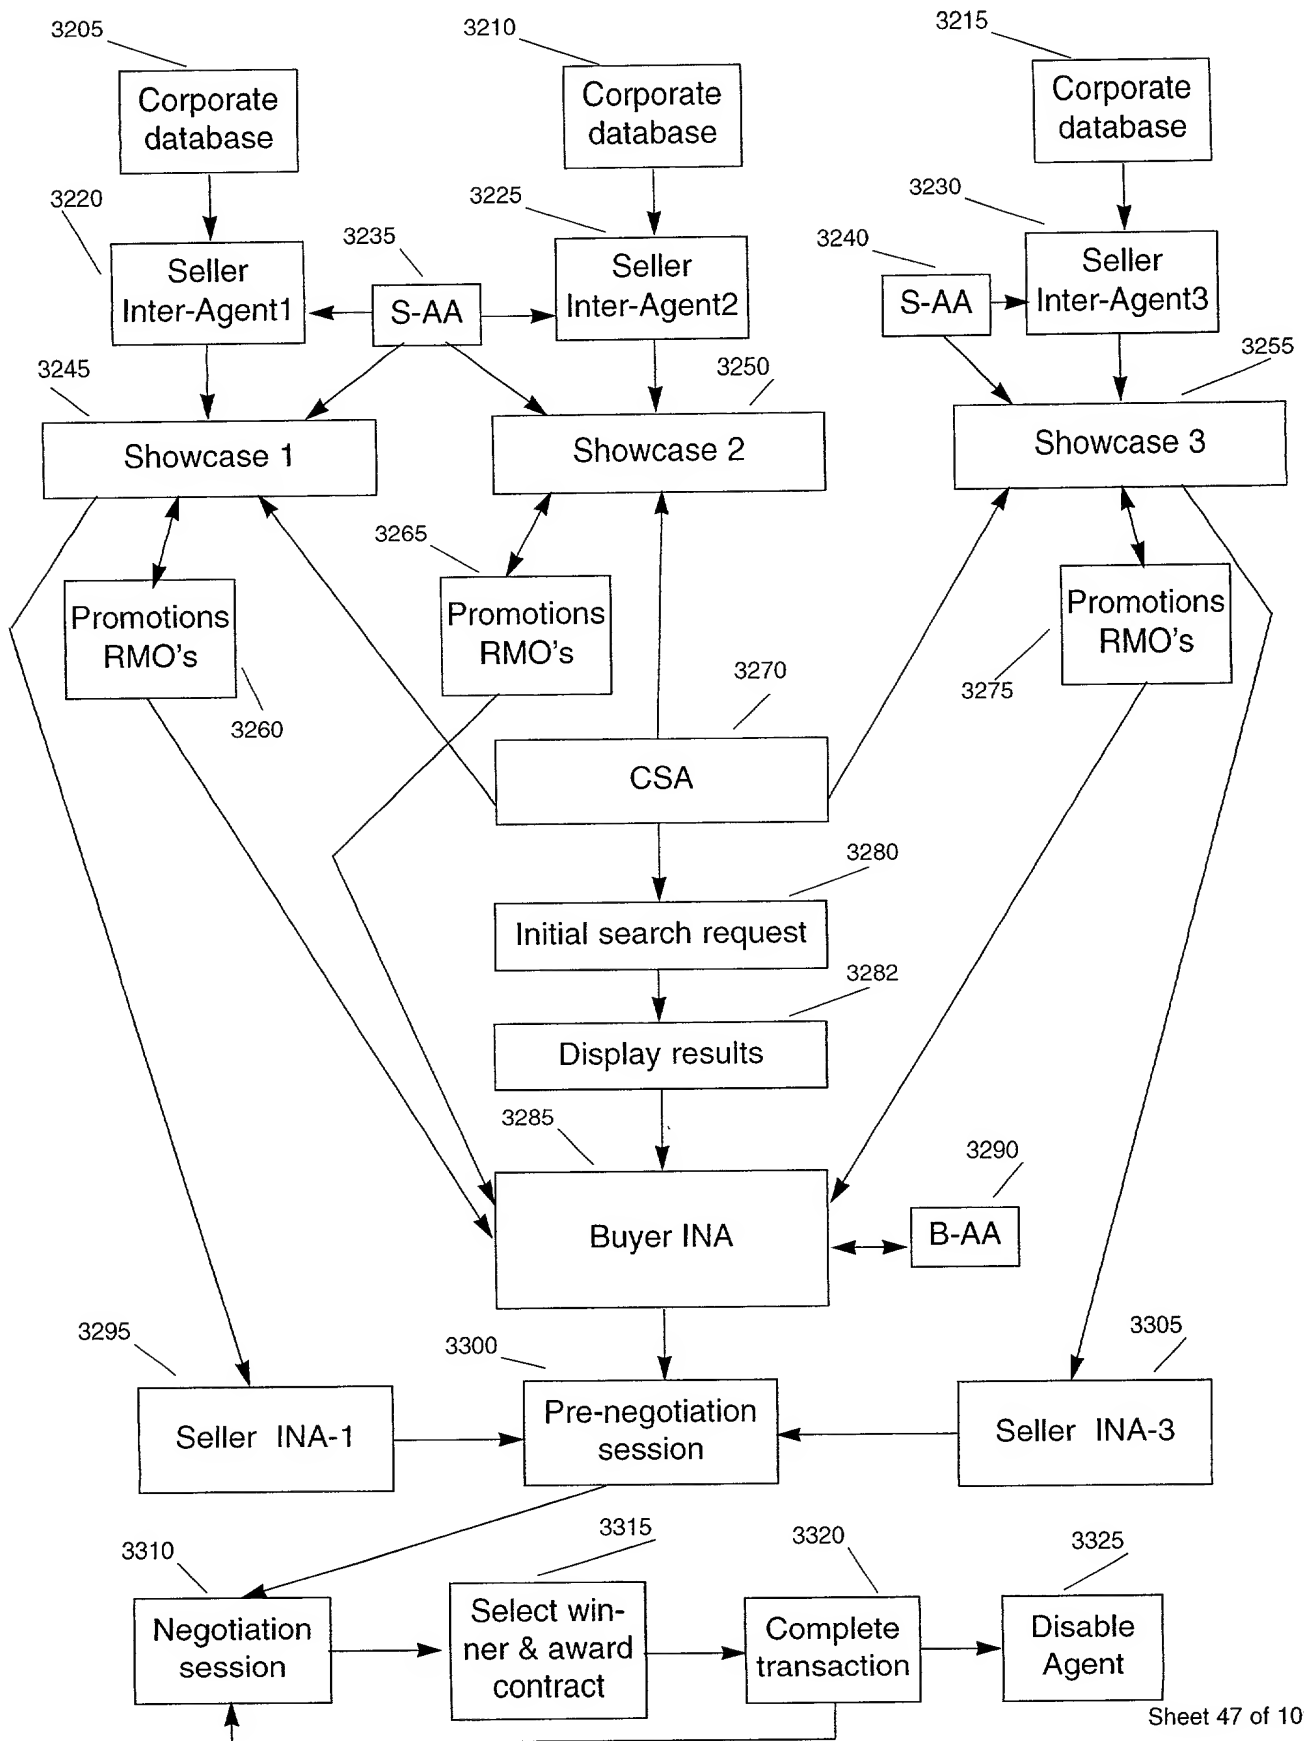 3205
3210
3215
Corporate
database
Corporate
database
Corporate
database
3220
3225
3230
3235
3240
Seller
Inter-Agent1
S-AA
Seller
Inter-Agent2
S-AA
Seller
Inter-Agent3
3245
3250
3255
Showcase 1
Showcase 2
Showcase 3
3265
Promotions
RMO's
Promotions
RMO's
Promotions
RMO's
3260
3270
3275
CSA
3280
Initial search request
3282
Display results
3285
3290
Buyer INA
B-AA
3295
3300
3305
Seller INA-1
Pre-negotiation
session
Seller INA-3
3310
3315
3320
3325
Negotiation
session
Select win-
ner & award
contract
Complete
transaction
Disable
Agent
Sheet 47 of 10